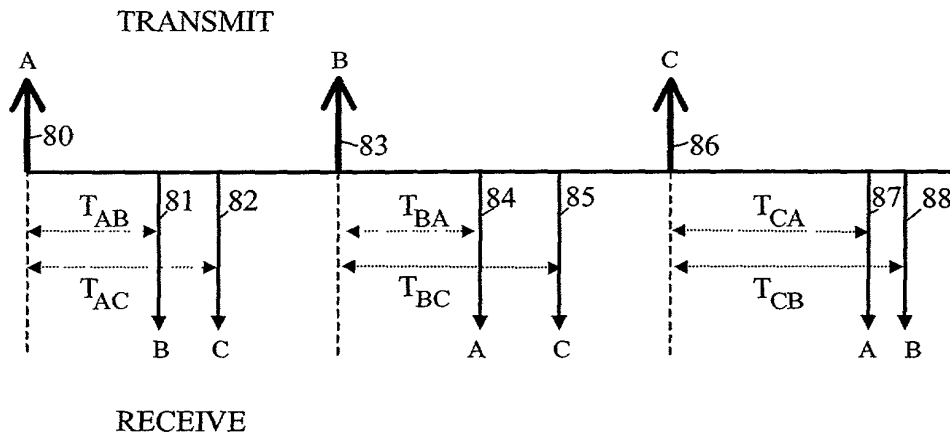 TRANSMIT
A B C
80 83 86
81 82 84 85 87 88
T_AB T_BA T_CA
T_AC T_BC T_CB
B C A C A B
RECEIVE